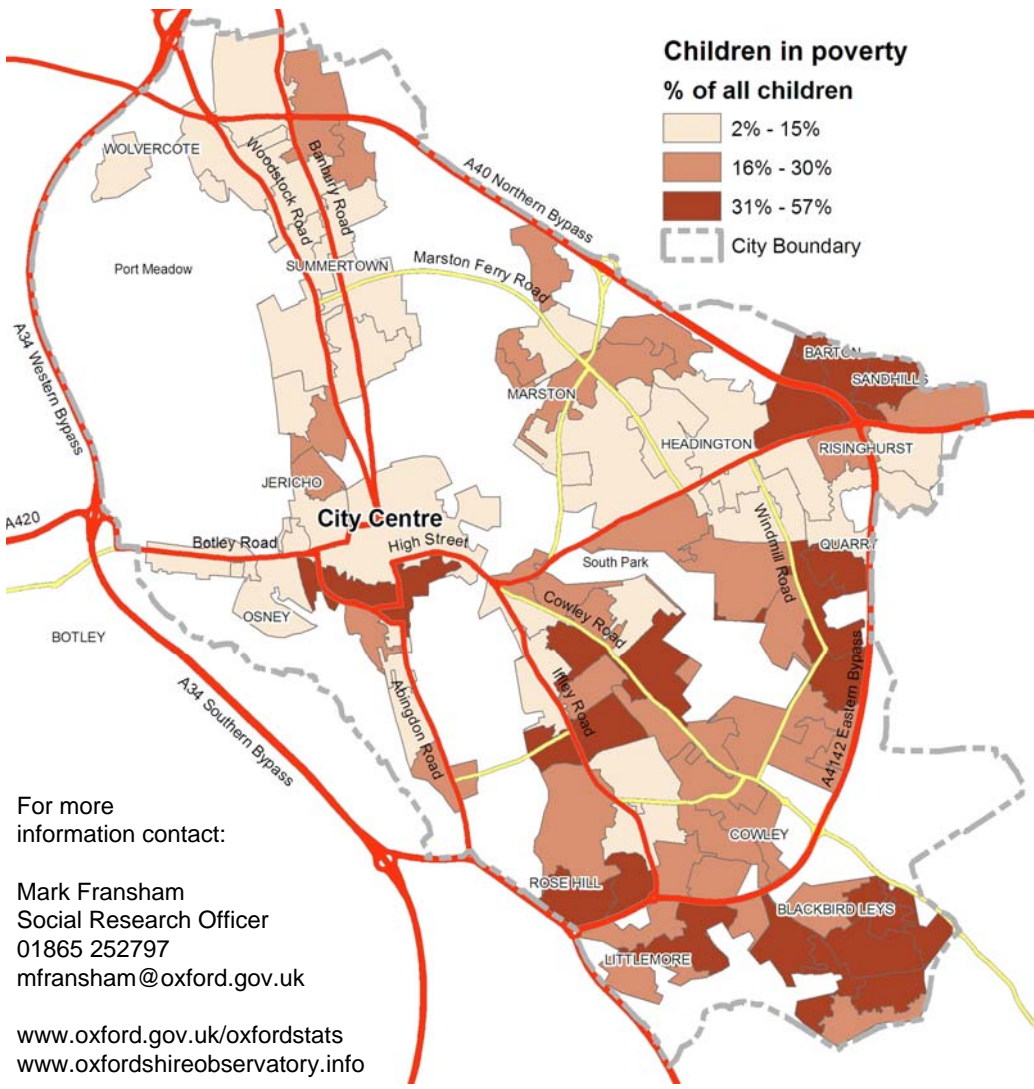 Children in poverty
% of all children
2% - 15%
16% - 30%
31% - 57%
City Boundary
WOLVERCOTE
Woodstock Road
Banbury Road
A40 Northern Bypass
Port Meadow
SUMMERTOWN
Marston Ferry Road
A34 Western Bypass
BARTON
SANDHILLS
MARSTON
HEADINGTON
RISINGHURST
JERICHO
City Centre
A420
Botley Road
High Street
QUARRY
Windmill Road
South Park
OSNEY
BOTLEY
Cowley Road
Iffley Road
Abingdon Road
A34 Southern Bypass
A4142 Eastern Bypass
COWLEY
ROSE HILL
BLACKBIRD LEYS
LITTLEMORE
For more
information contact:
Mark Fransham
Social Research Officer
01865 252797
mfransham@oxford.gov.uk
www.oxford.gov.uk/oxfordstats
www.oxfordshireobservatory.info